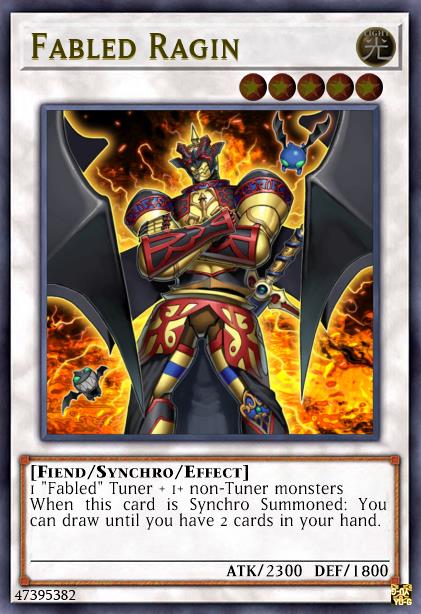 Fabled Ragin
LIGHT
光
[Fiend/Synchro/Effect]
1 "Fabled" Tuner + 1+ non-Tuner monsters
When this card is Synchro Summoned: You
can draw until you have 2 cards in your hand.
ATK/2300 DEF/1800
47395382